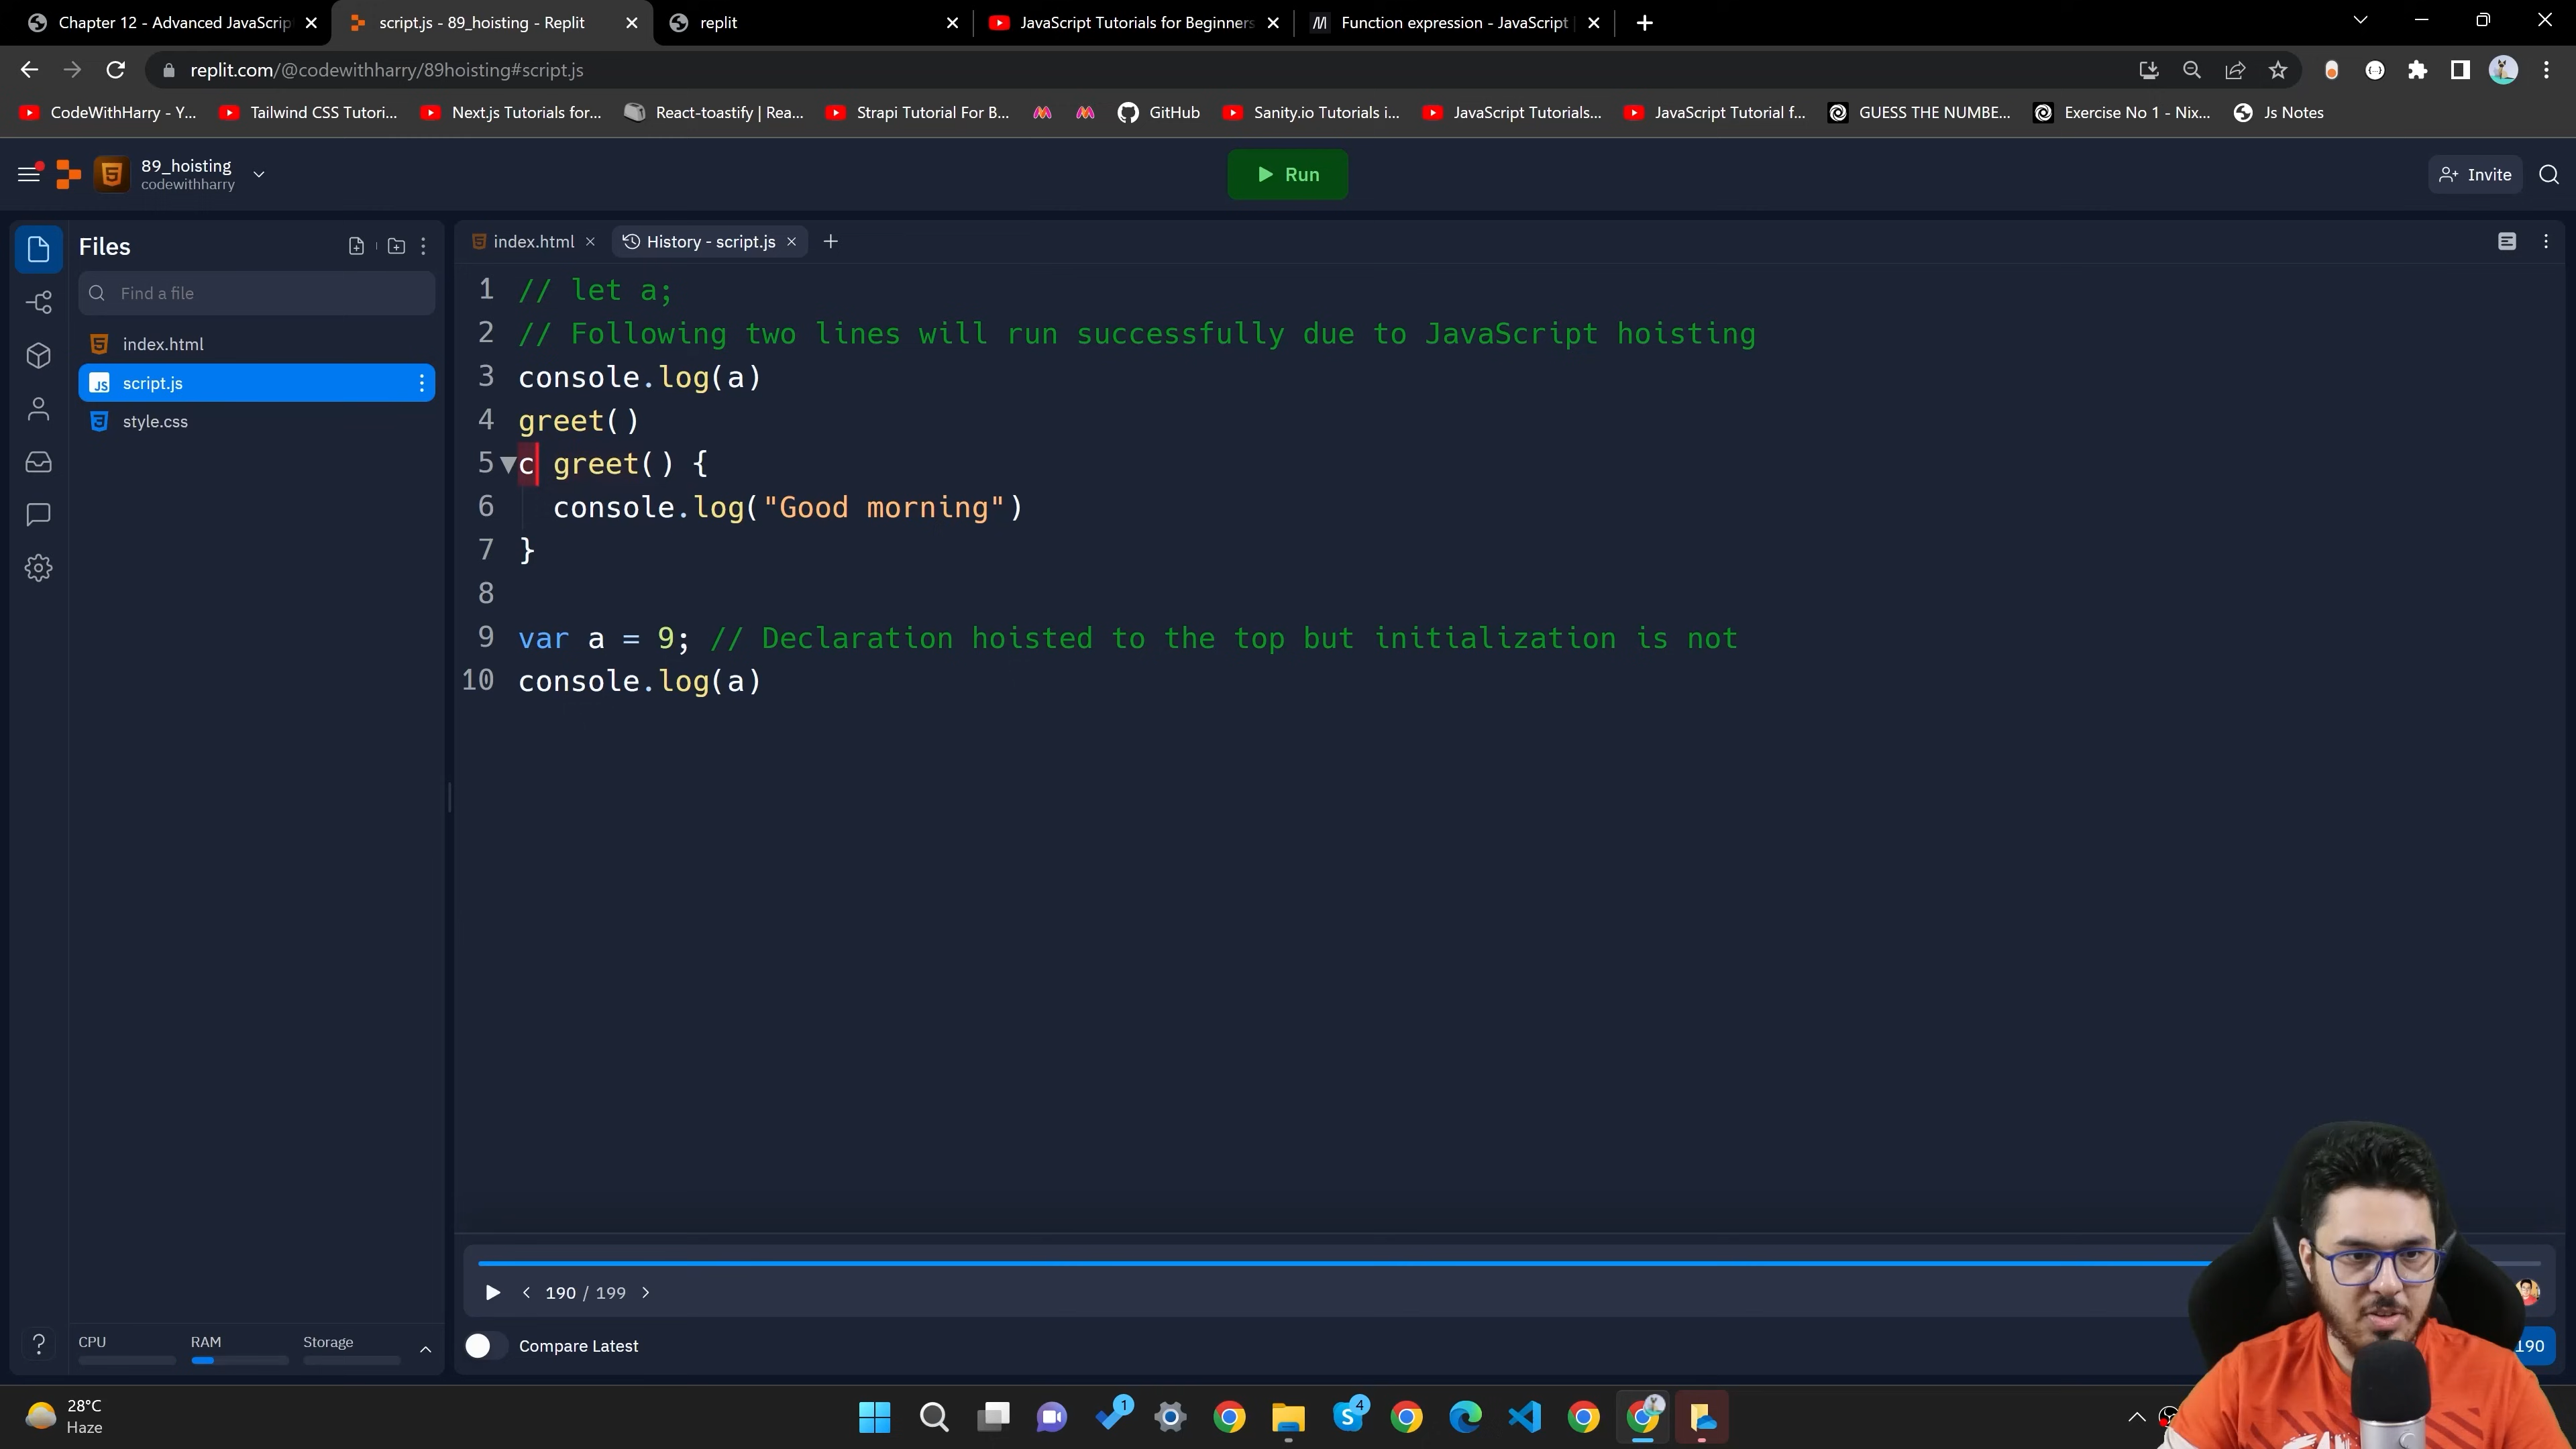 Chapter 12 - Advanced JavaScrip
script.js - 89_hoisting - Replit
replit
JavaScript Tutorials for Beginners
Function expression - JavaScript
replit.com/@codewithharry/89hoisting#script.js
CodeWithHarry - Y...
Tailwind CSS Tutori...
Next.js Tutorials for...
React-toastify | Rea...
Strapi Tutorial For B...
GitHub
Sanity.io Tutorials i...
JavaScript Tutorials...
JavaScript Tutorial f...
GUESS THE NUMBE...
Exercise No 1 - Nix...
Js Notes
89_hoisting
codewithharry
Run
Invite
Files
index.html
History - script.js
Find a file
index.html
script.js
style.css
1 // let a;
2 // Following two lines will run successfully due to JavaScript hoisting
3 console.log(a)
4 greet()
5 c greet() {
6 console.log("Good morning")
7 }
8
9 var a = 9; // Declaration hoisted to the top but initialization is not
10 console.log(a)
190 / 199
Compare Latest
190
CPU
RAM
Storage
28°C
Haze
1
4